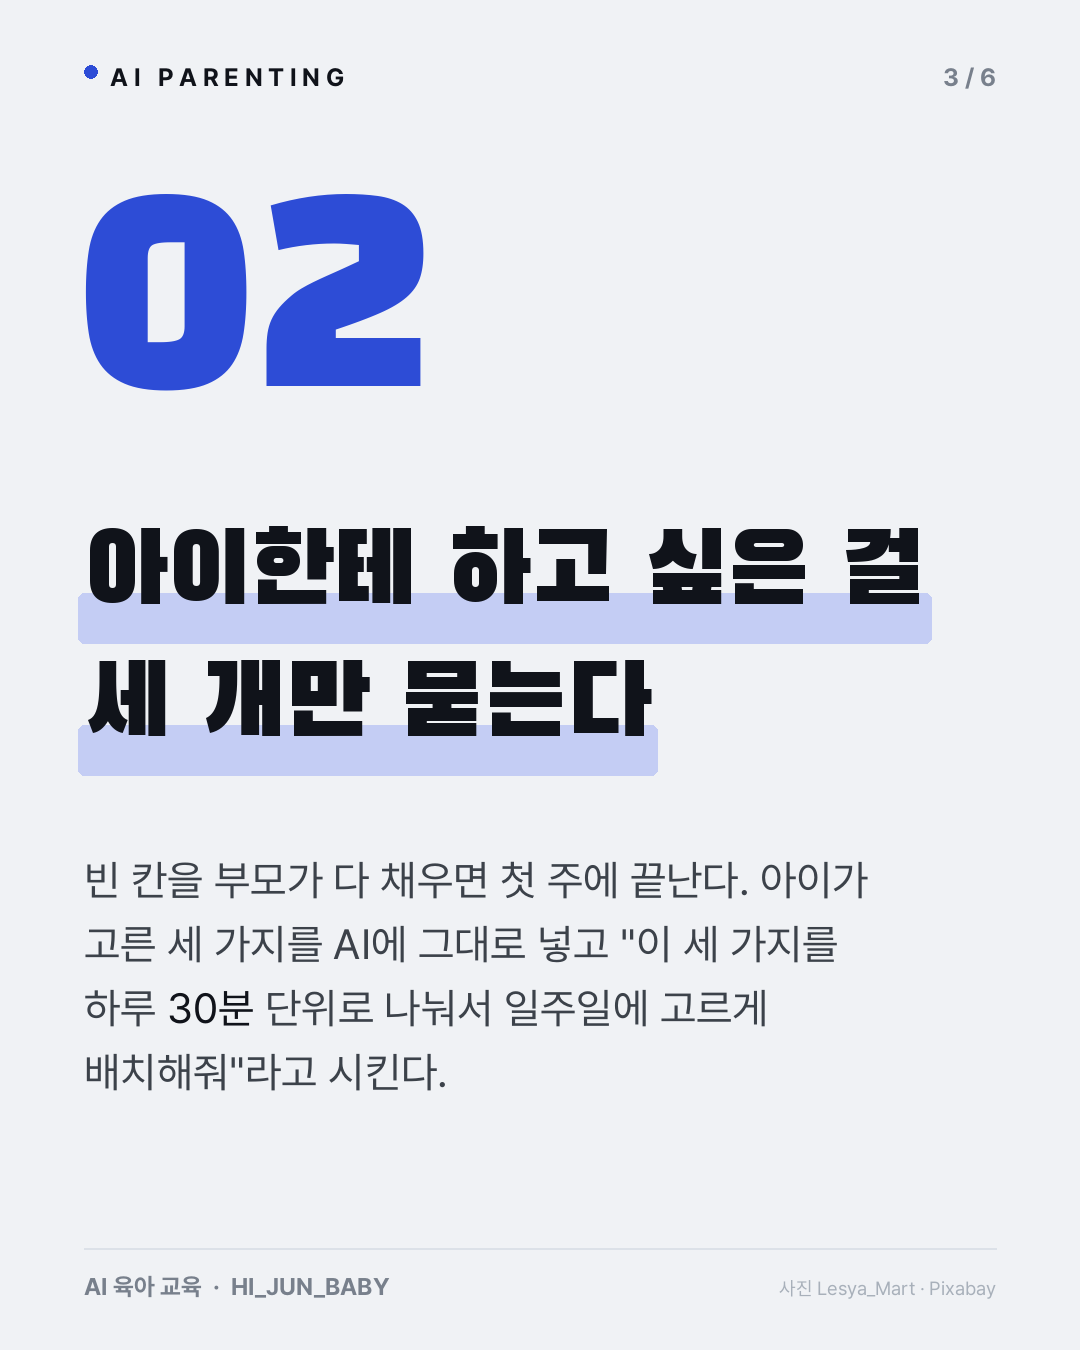 AI PARENTING
3 / 6
02
아이한테 하고 싶은 걸
세 개만 묻는다
빈 칸을 부모가 다 채우면 첫 주에 끝난다. 아이가
고른 세 가지를 AI에 그대로 넣고 "이 세 가지를
하루 30분 단위로 나눠서 일주일에 고르게
배치해줘"라고 시킨다.
AI 육아 교육 · HI_JUN_BABY
사진 Lesya_Mart · Pixabay